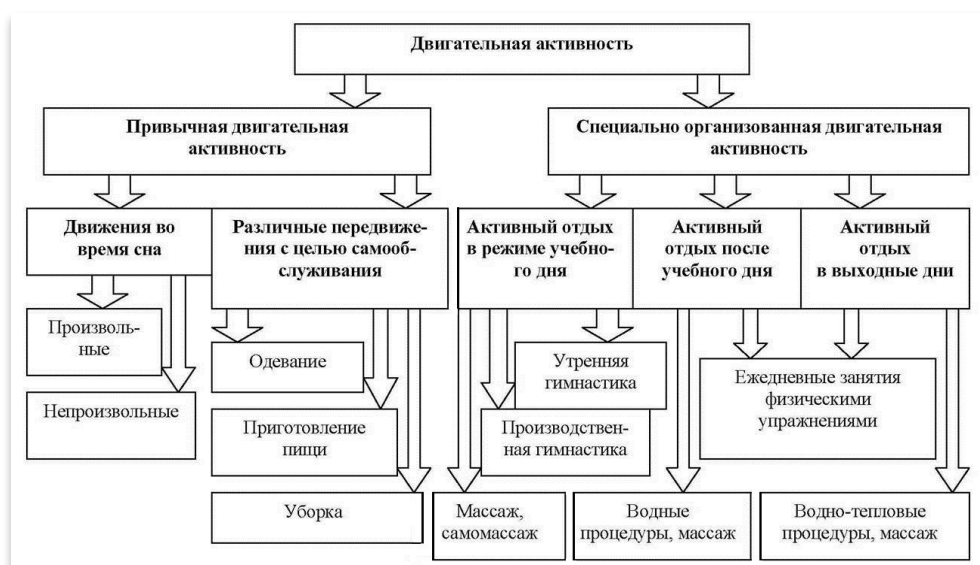 Двигательная активность
Привычная двигательная
активность
Специально организованная двигательная
активность
Движения во
время сна
Различные передвиже-
ния с целью самооб-
служивания
Активный отдых
в режиме учебно-
го дня
Активный
отдых после
учебного дня
Активный
отдых
в выходные дни
Произволь-
ные
Непроизвольные
Одевание
Приготовление
пищи
Уборка
Утренняя
гимнастика
Производствен-
ная гимнастика
Массаж,
самомассаж
Ежедневные занятия
физическими
упражнениями
Водные
процедуры, массаж
Водно-тепловые
процедуры, массаж